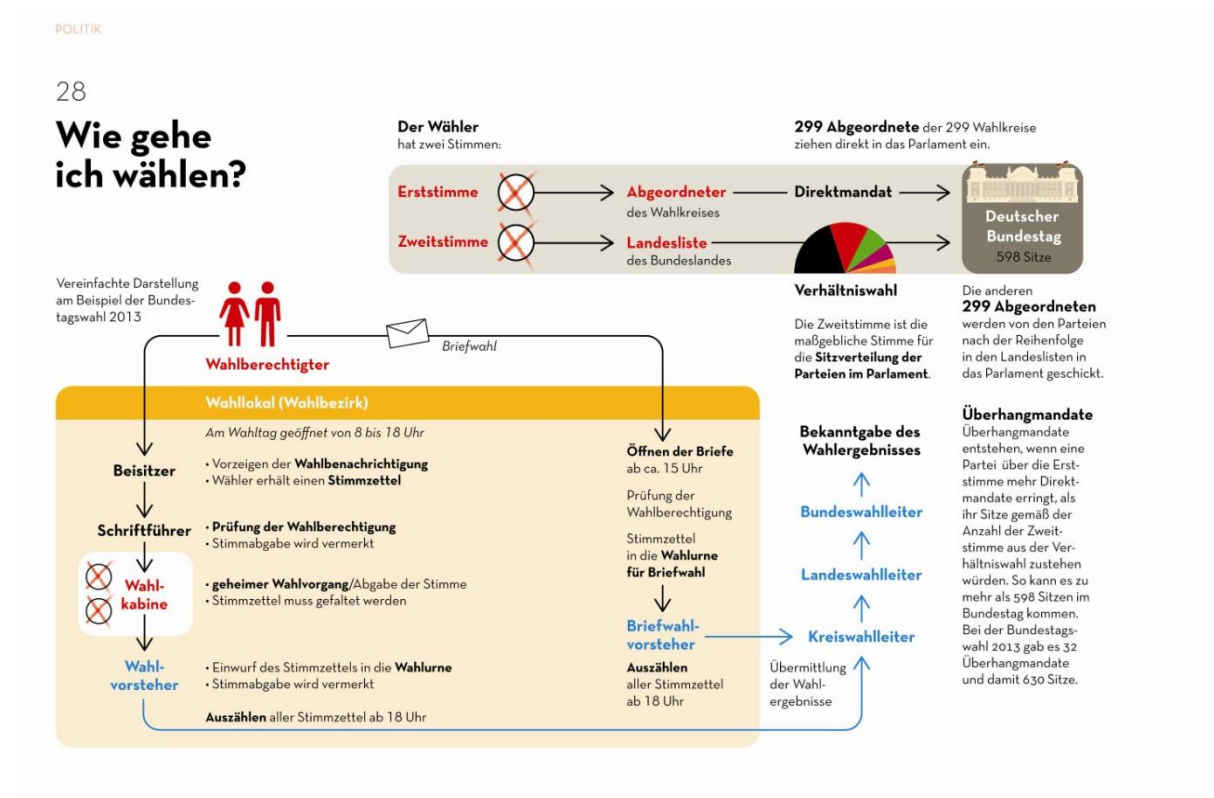 POLITIK
28
Wie gehe
ich wählen?
Der Wähler
hat zwei Stimmen:
299 Abgeordnete der 299 Wahlkreise
ziehen direkt in das Parlament ein.
Erststimme
Abgeordneter
des Wahlkreises
Direktmandat
Zweitstimme
Landesliste
des Bundeslandes
Deutscher
Bundestag
598 Sitze
Vereinfachte Darstellung
am Beispiel der Bundes-
tagswahl 2013
Wahlberechtigter
Briefwahl
Verhältniswahl
Die Zweitstimme ist die
maßgebliche Stimme für
die Sitzverteilung der
Parteien im Parlament.
Die anderen
299 Abgeordneten
werden von den Parteien
nach der Reihenfolge
in den Landeslisten in
das Parlament geschickt.
Wahllokal (Wahlbezirk)
Am Wahltag geöffnet von 8 bis 18 Uhr
Beisitzer
• Vorzeigen der Wahlbenachrichtigung
• Wähler erhält einen Stimmzettel
Schriftführer
• Prüfung der Wahlberechtigung
• Stimmabgabe wird vermerkt
Wahl-
kabine
• geheimer Wahlvorgang/Abgabe der Stimme
• Stimmzettel muss gefaltet werden
Wahl-
vorsteher
• Einwurf des Stimmzettels in die Wahlurne
• Stimmabgabe wird vermerkt
Auszählen aller Stimmzettel ab 18 Uhr
Öffnen der Briefe
ab ca. 15 Uhr
Prüfung der
Wahlberechtigung
Stimmzettel
in die Wahlurne
für Briefwahl
Briefwahl-
vorsteher
Auszählen
aller Stimmzettel
ab 18 Uhr
Bekanntgabe des
Wahlergebnisses
Bundeswahlleiter
Landeswahlleiter
Kreiswahlleiter
Übermittlung
der Wahl-
ergebnisse
Überhangmandate
Überhangmandate
entstehen, wenn eine
Partei über die Erst-
stimme mehr Direkt-
mandate erringt, als
ihr Sitze gemäß der
Anzahl der Zweit-
stimme aus der Ver-
hältniswahl zustehen
würden. So kann es zu
mehr als 598 Sitzen im
Bundestag kommen.
Bei der Bundestags-
wahl 2013 gab es 32
Überhangmandate
und damit 630 Sitze.